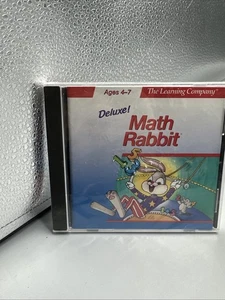 Ages 4-7
The Learning Company
Deluxe!
Math
Rabbit